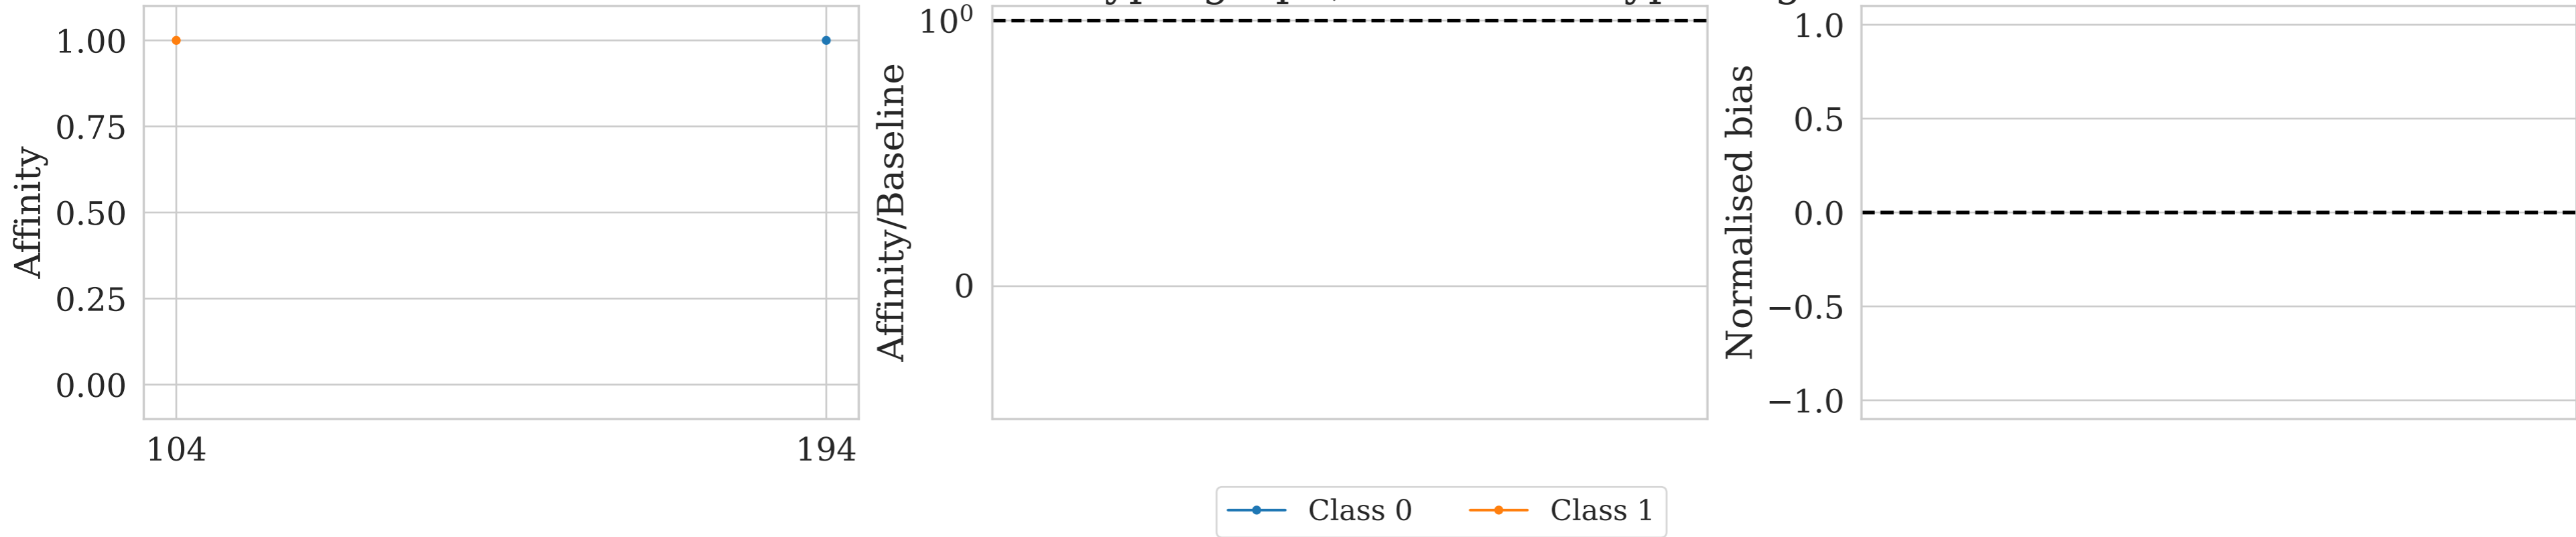 Affinity
1.00
0.75
0.50
0.25
0.00
104
194
Affinity/Baseline
10⁰
0
Normalised bias
1.0
0.5
0.0
−0.5
−1.0
Class 0
Class 1